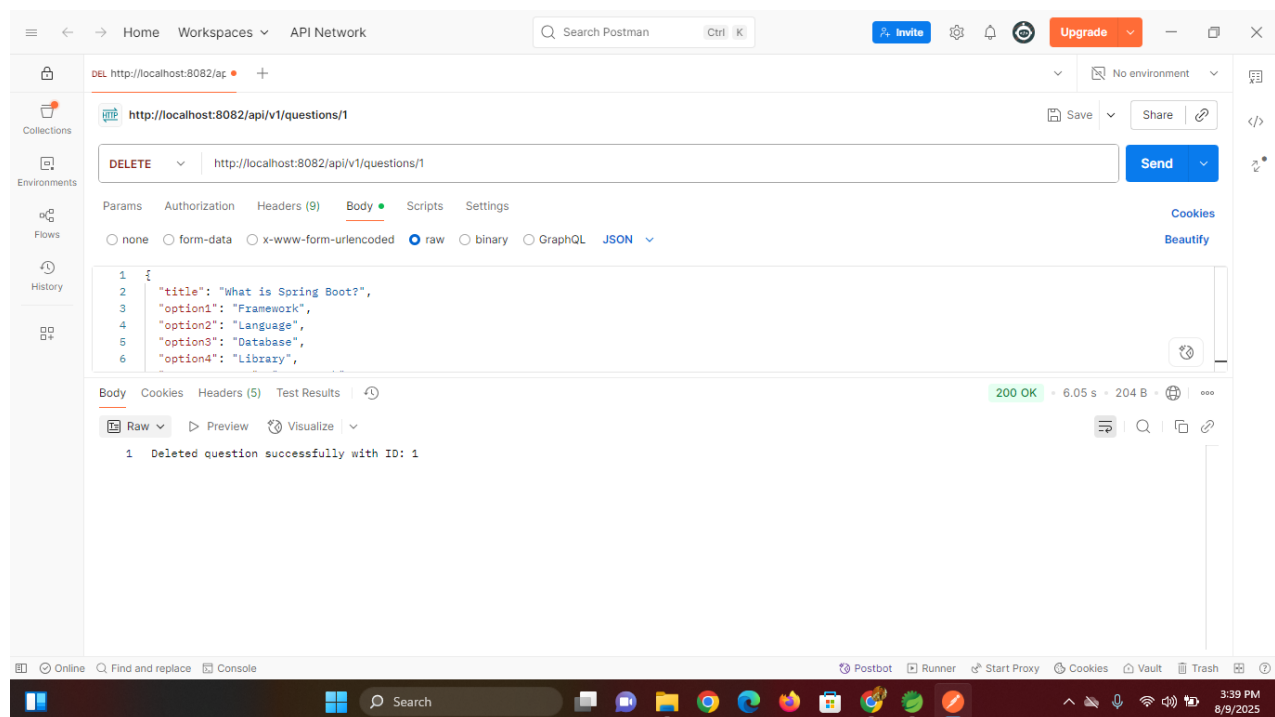 Home Workspaces API Network Search Postman Ctrl K Invite Upgrade
DEL http://localhost:8082/ap No environment
HTTP http://localhost:8082/api/v1/questions/1 Save Share
Collections
DELETE http://localhost:8082/api/v1/questions/1 Send
Environments
Params Authorization Headers (9) Body Scripts Settings Cookies
Flows
none form-data x-www-form-urlencoded raw binary GraphQL JSON Beautify
History
1 {
2 "title": "What is Spring Boot?",
3 "option1": "Framework",
4 "option2": "Language",
5 "option3": "Database",
6 "option4": "Library",
Body Cookies Headers (5) Test Results 200 OK 6.05 s 204 B
Raw Preview Visualize
1 Deleted question successfully with ID: 1
Online Find and replace Console Postbot Runner Start Proxy Cookies Vault Trash
Search
3:39 PM
8/9/2025